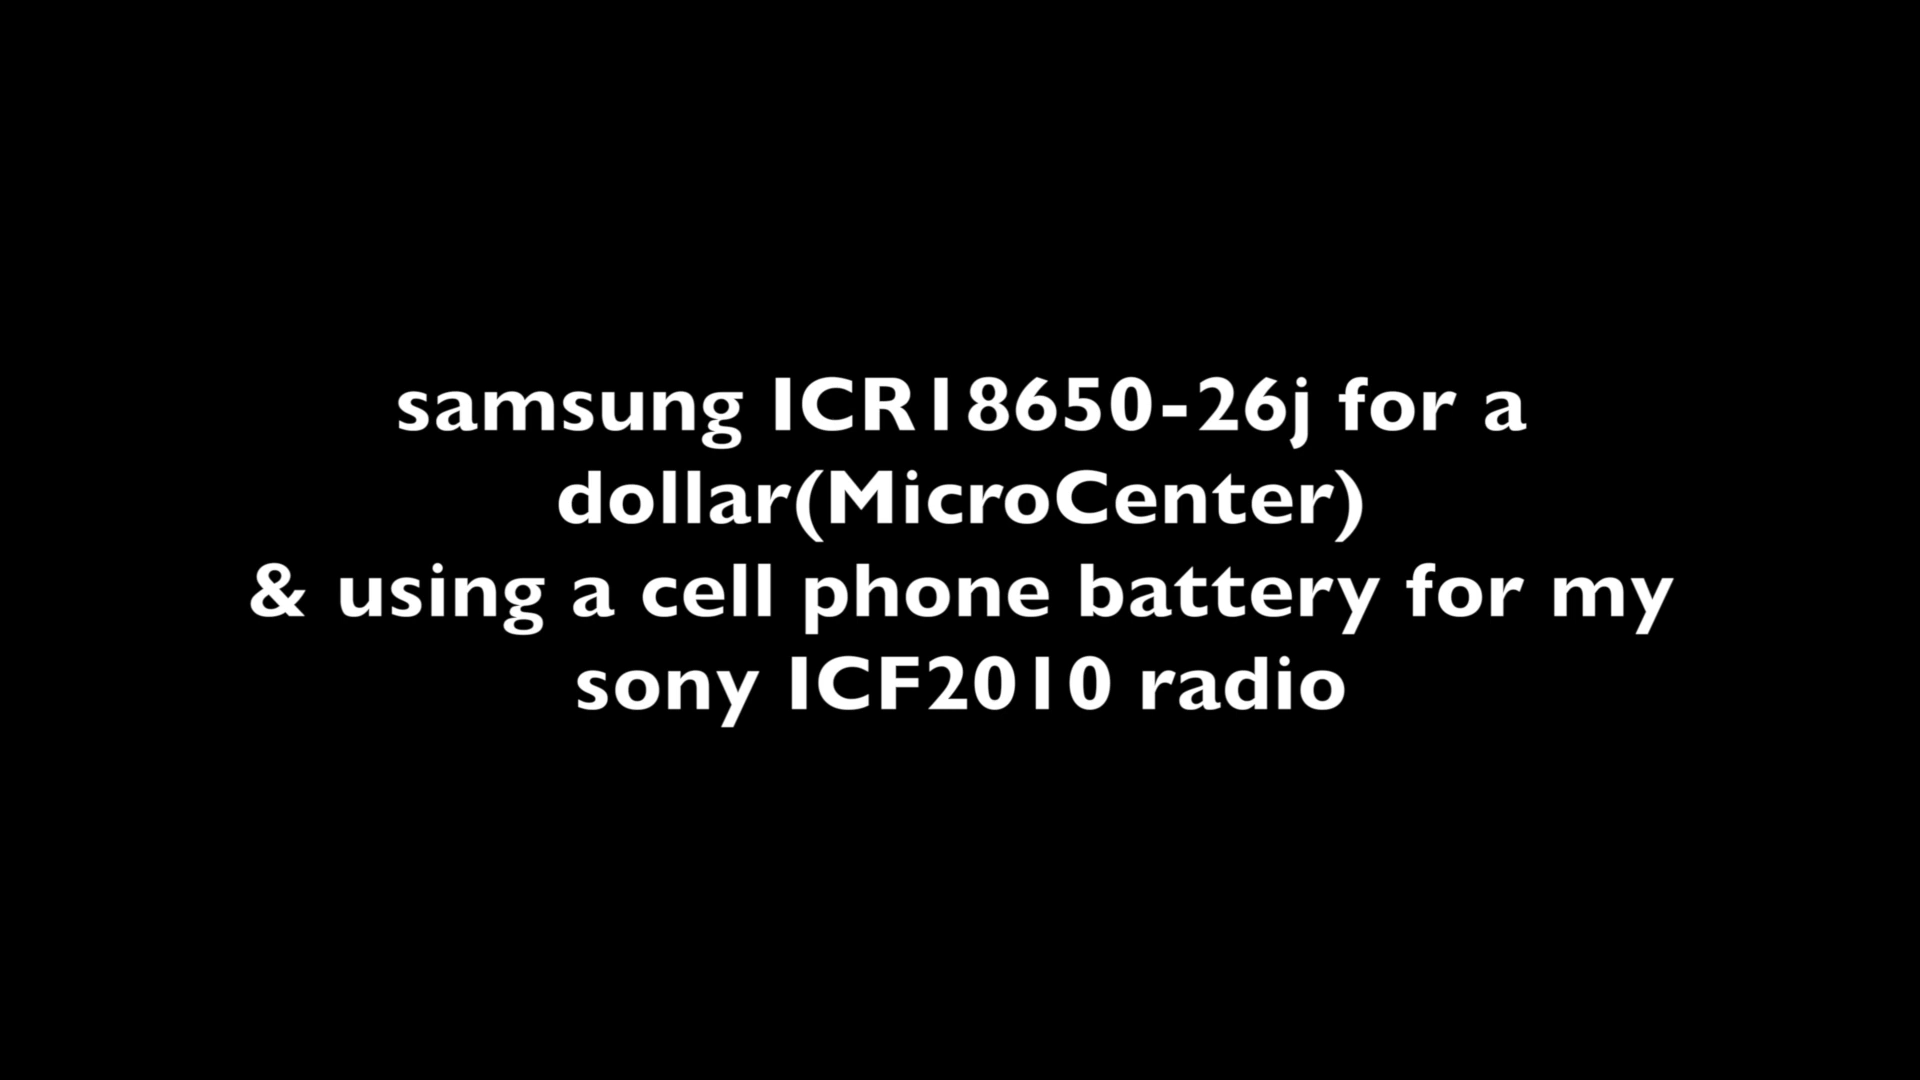 samsung ICR18650-26j for a
dollar(MicroCenter)
& using a cell phone battery for my
sony ICF2010 radio